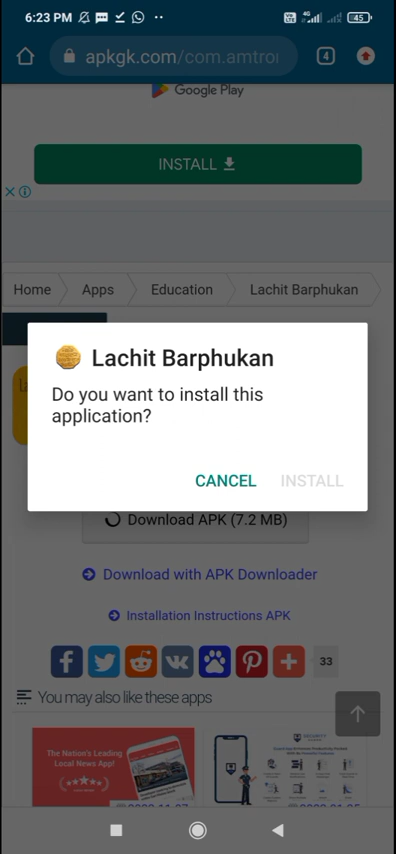 6:23 PM
4G
45
apkgk.com/com.amtro
4
Google Play
INSTALL
Home
Apps
Education
Lachit Barphukan
Lachit Barphukan
Do you want to install this
application?
CANCEL
INSTALL
Download APK (7.2 MB)
Download with APK Downloader
Installation Instructions APK
33
You may also like these apps
The Nation's Leading
Local News App!
SECURITY